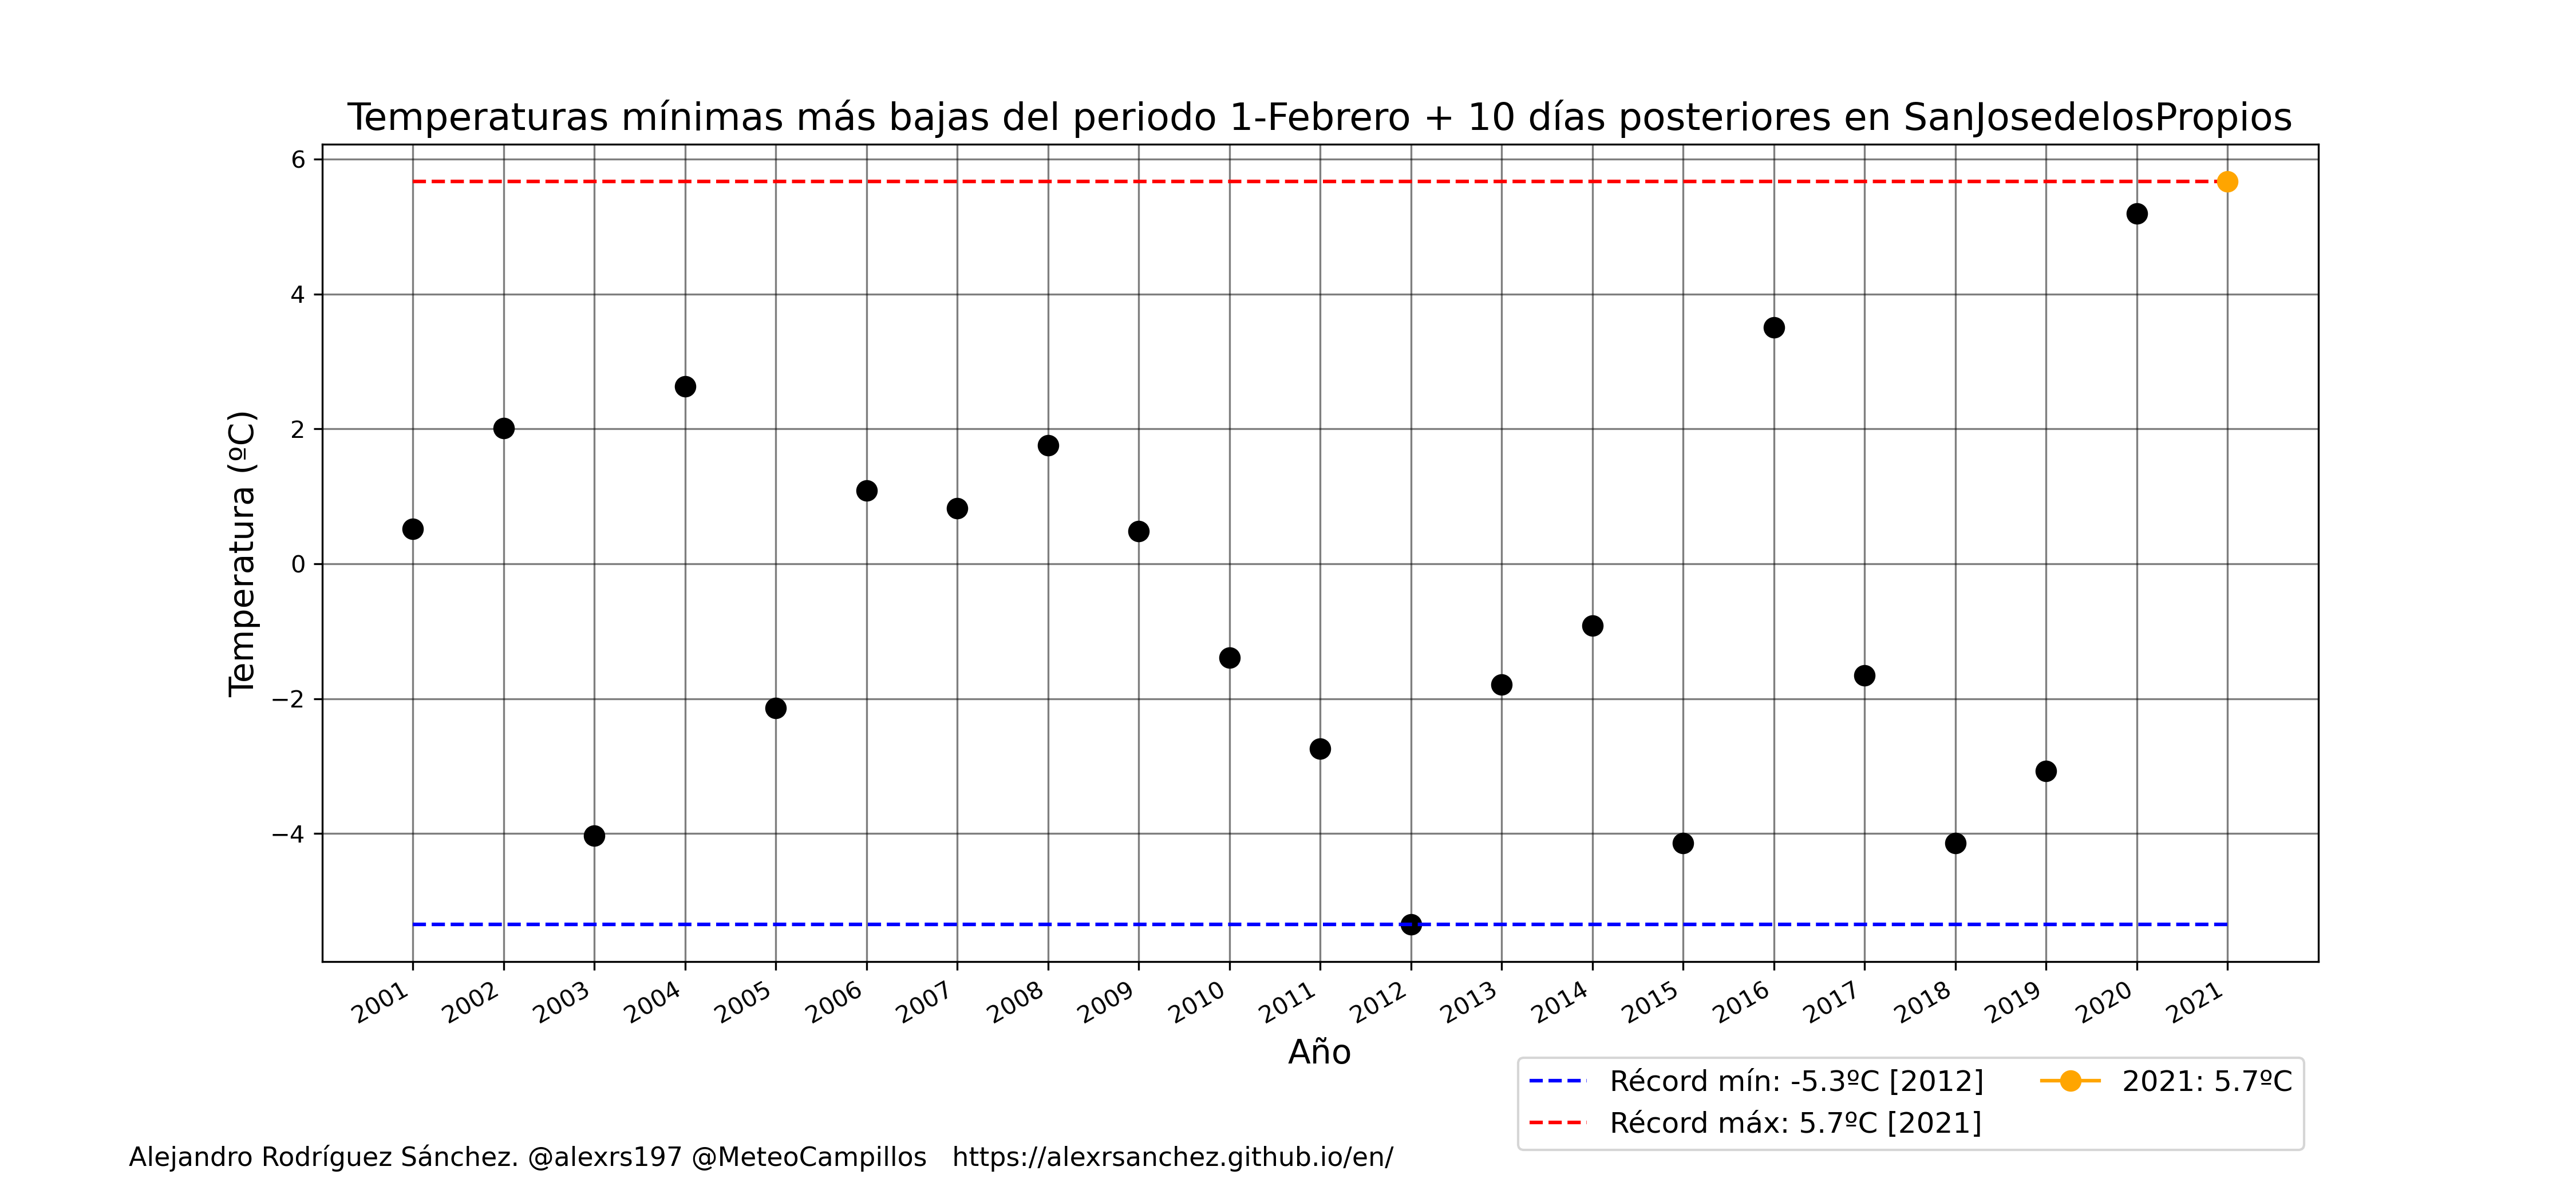 Temperaturas mínimas más bajas del periodo 1-Febrero + 10 días posteriores en SanJosedelosPropios
Temperatura (ºC)
6
4
2
0
−2
−4
2001 2002 2003 2004 2005 2006 2007 2008 2009 2010 2011 2012 2013 2014 2015 2016 2017 2018 2019 2020 2021
Año
Récord mín: -5.3ºC [2012]
Récord máx: 5.7ºC [2021]
2021: 5.7ºC
Alejandro Rodríguez Sánchez. @alexrs197 @MeteoCampillos https://alexrsanchez.github.io/en/